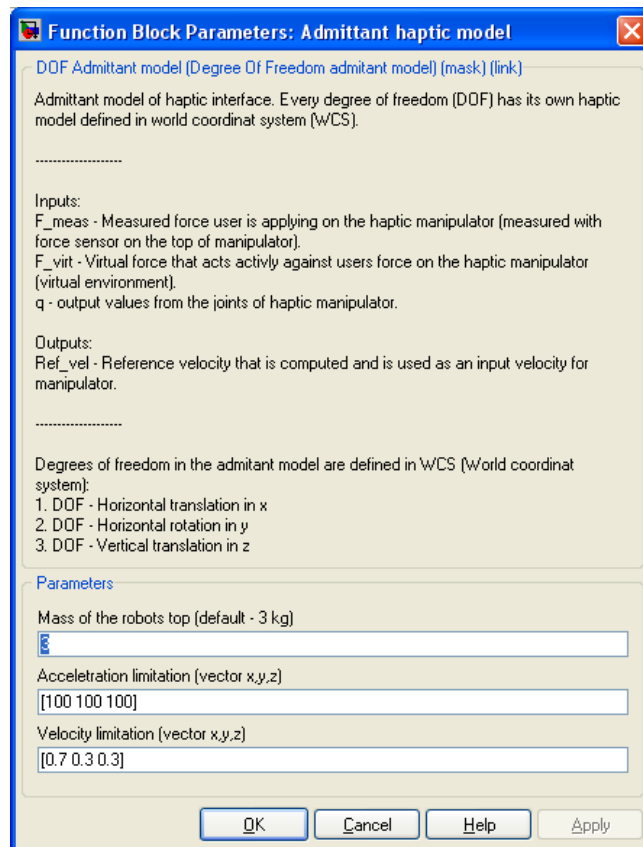 Function Block Parameters: Admittant haptic model
DOF Admittant model (Degree Of Freedom admitant model) (mask) (link)
Admittant model of haptic interface. Every degree of freedom (DOF) has its own haptic
model defined in world coordinat system (WCS).
-------------------
Inputs:
F_meas - Measured force user is applying on the haptic manipulator (measured with
force sensor on the top of manipulator).
F_virt - Virtual force that acts activly against users force on the haptic manipulator
(virtual environment).
q - output values from the joints of haptic manipulator.
Outputs:
Ref_vel - Reference velocity that is computed and is used as an input velocity for
manipulator.
-------------------
Degrees of freedom in the admitant model are defined in WCS (World coordinat
system):
1. DOF - Horizontal translation in x
2. DOF - Horizontal rotation in y
3. DOF - Vertical translation in z
Parameters
Mass of the robots top (default - 3 kg)
3
Acceletration limitation (vector x,y,z)
[100 100 100]
Velocity limitation (vector x,y,z)
[0.7 0.3 0.3]
OK Cancel Help Apply